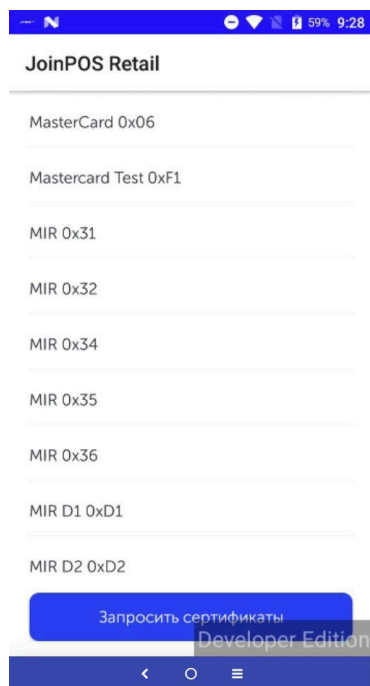 59% 9:28
JoinPOS Retail
MasterCard 0x06
Mastercard Test 0xF1
MIR 0x31
MIR 0x32
MIR 0x34
MIR 0x35
MIR 0x36
MIR D1 0xD1
MIR D2 0xD2
Запросить сертификаты
Developer Edition